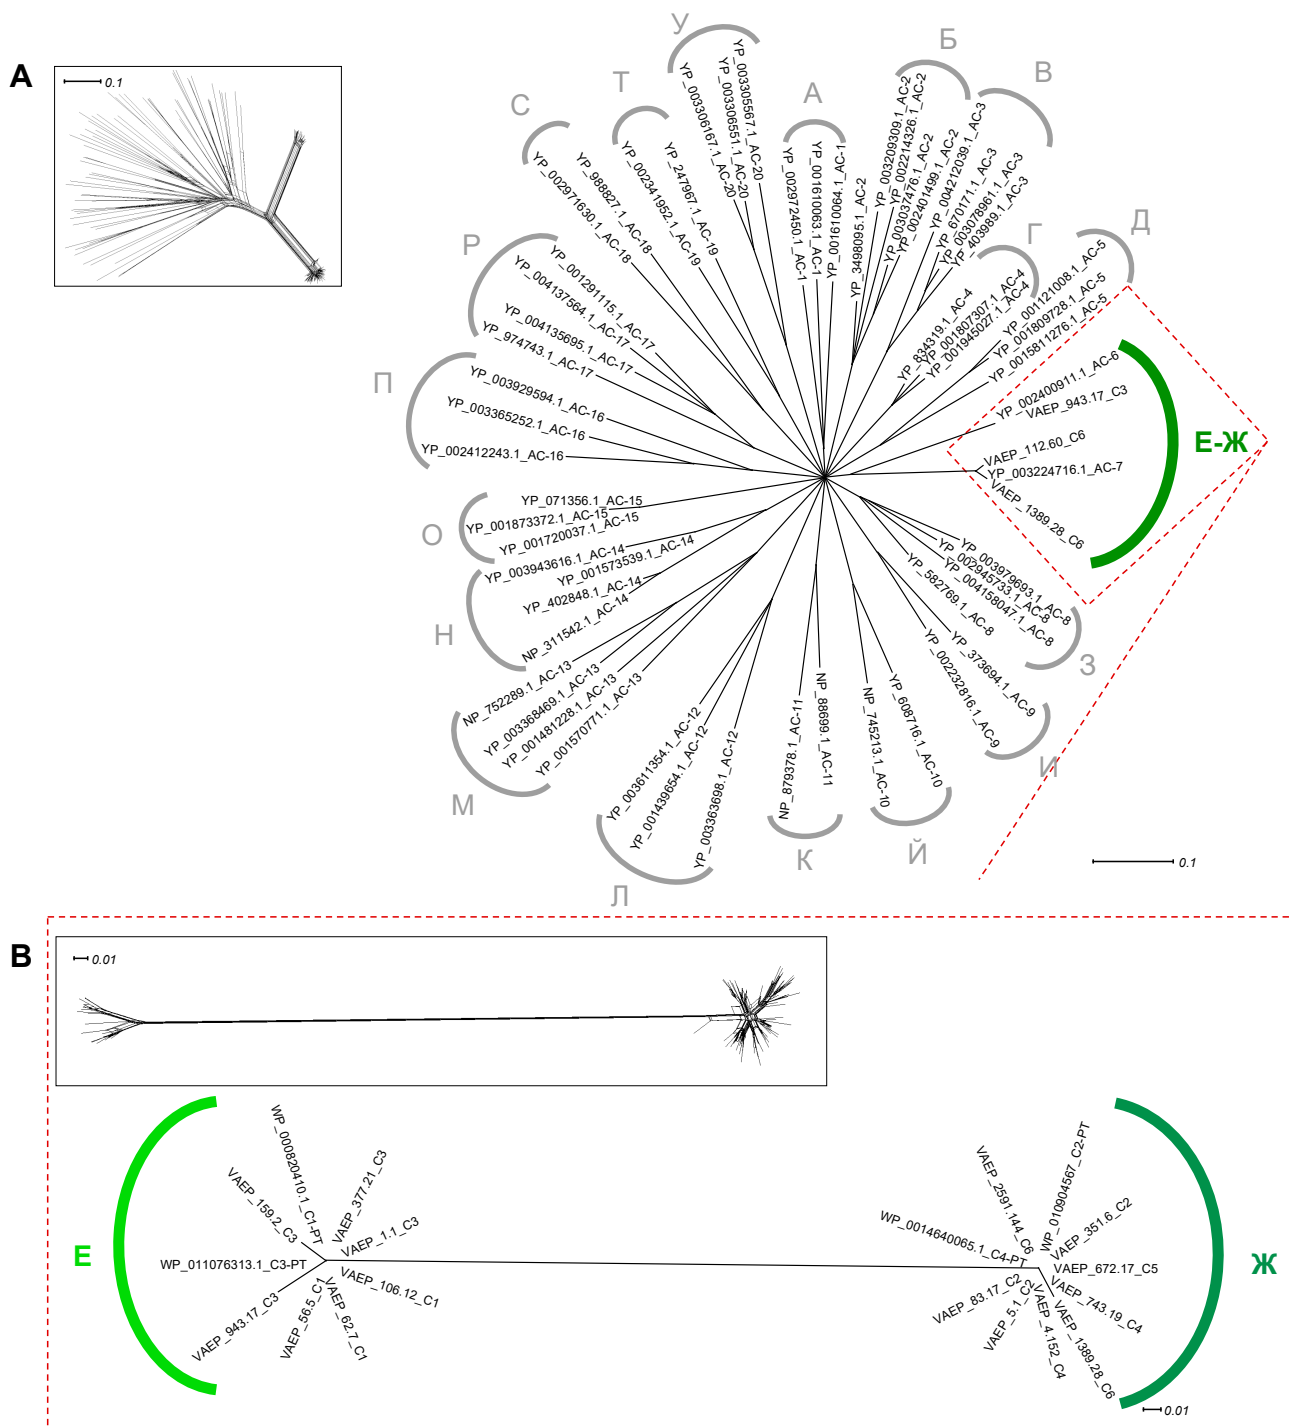 A
0.1
У
YP_003306167.1_AC-20
YP_003306551.1_AC-20
YP_003305567.1_AC-20
А
YP_002972450.1_AC-1
YP_001610063.1_AC-1
YP_001610064.1_AC-1
Б
YP_3498095.1_AC-2
YP_003209309.1_AC-2
YP_002214326.1_AC-2
YP_003037476.1_AC-2
YP_002401499.1_AC-2
В
YP_004212039.1_AC-3
YP_670171.1_AC-3
YP_003078961.1_AC-3
YP_403989.1_AC-3
Г
YP_834319.1_AC-4
YP_001807307.1_AC-4
YP_001945027.1_AC-4
Д
YP_001121008.1_AC-5
YP_001809728.1_AC-5
YP_0015811276.1_AC-5
Е-Ж
YP_002400911.1_AC-6
VAEP_943.17_C3
VAEP_112.60_C6
YP_003224716.1_AC-7
VAEP_1389.28_C6
З
YP_003979693.1_AC-8
YP_002945733.1_AC-8
YP_004158047.1_AC-8
YP_582769.1_AC-8
И
YP_373694.1_AC-9
YP_002232816.1_AC-9
Й
YP_608716.1_AC-10
NP_745213.1_AC-10
К
NP_88699.1_AC-11
NP_879378.1_AC-11
Л
YP_003611354.1_AC-12
YP_001439654.1_AC-12
YP_003363698.1_AC-12
М
NP_752289.1_AC-13
YP_003368469.1_AC-13
YP_001481228.1_AC-13
YP_001570771.1_AC-13
Н
YP_003943616.1_AC-14
YP_001573539.1_AC-14
YP_402848.1_AC-14
NP_311542.1_AC-14
О
YP_071356.1_AC-15
YP_001873372.1_AC-15
YP_001720037.1_AC-15
П
YP_003929594.1_AC-16
YP_003365252.1_AC-16
YP_002412243.1_AC-16
Р
YP_001291115.1_AC-17
YP_004137564.1_AC-17
YP_004135695.1_AC-17
YP_974743.1_AC-17
С
YP_002971630.1_AC-18
YP_988827.1_AC-18
Т
YP_002341952.1_AC-19
YP_247967.1_AC-19
0.1
B
0.01
Е
WP_000820410.1_C1-PT
VAEP_377.21_C3
VAEP_159.2_C3
VAEP_1.1_C3
WP_011076313.1_C3-PT
VAEP_106.12_C1
VAEP_943.17_C3
VAEP_56.5_C1
VAEP_62.7_C1
Ж
VAEP_2591.144_C6
WP_010904567_C2-PT
VAEP_351.6_C2
WP_0014640065.1_C4-PT
VAEP_672.17_C5
VAEP_83.17_C2
VAEP_743.19_C4
VAEP_5.1_C2
VAEP_4.152_C4
VAEP_1389.28_C6
0.01